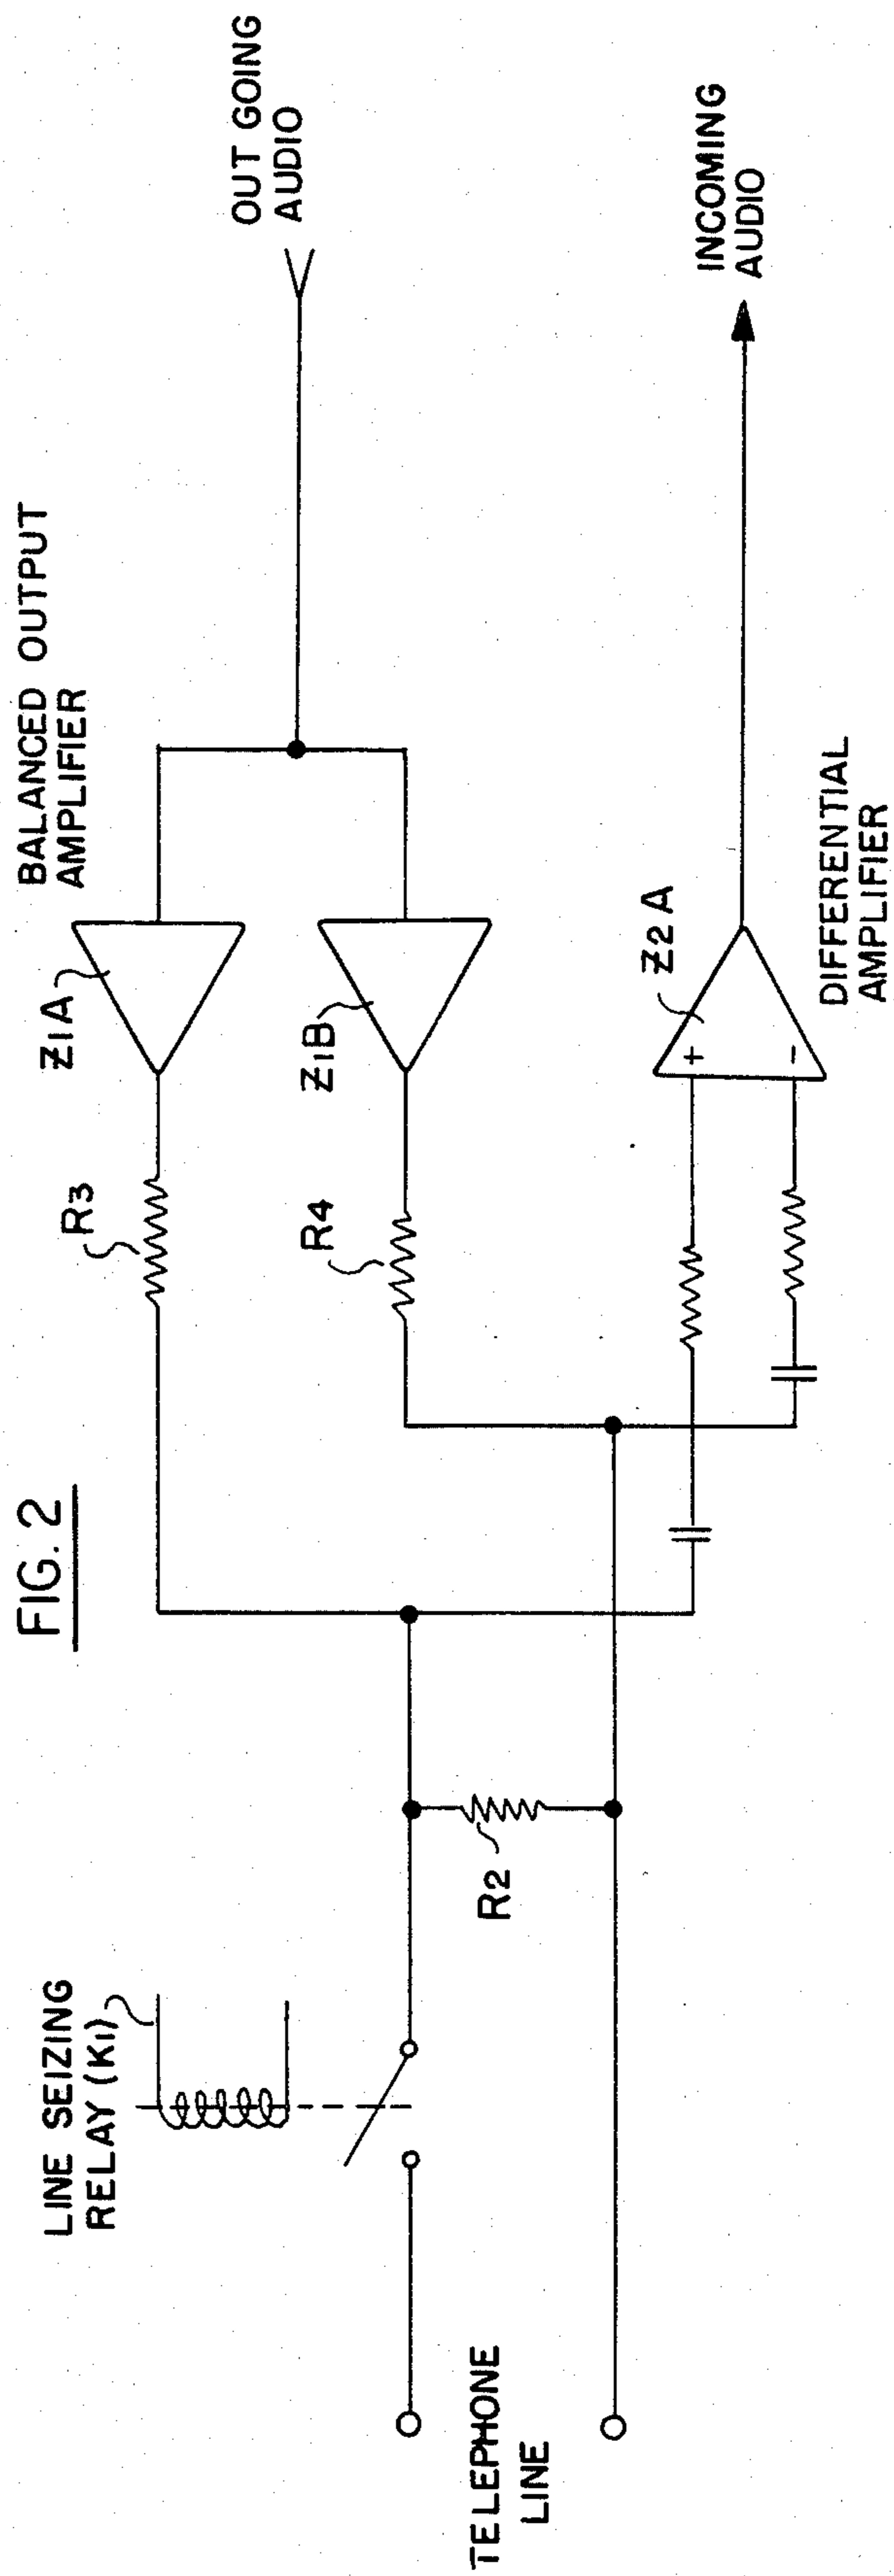 FIG. 2
LINE SEIZING
RELAY (K1)
TELEPHONE
LINE
R2
R3
R4
Z1A
Z1B
BALANCED OUTPUT
AMPLIFIER
OUT GOING
AUDIO
+
-
Z2A
DIFFERENTIAL
AMPLIFIER
INCOMING
AUDIO